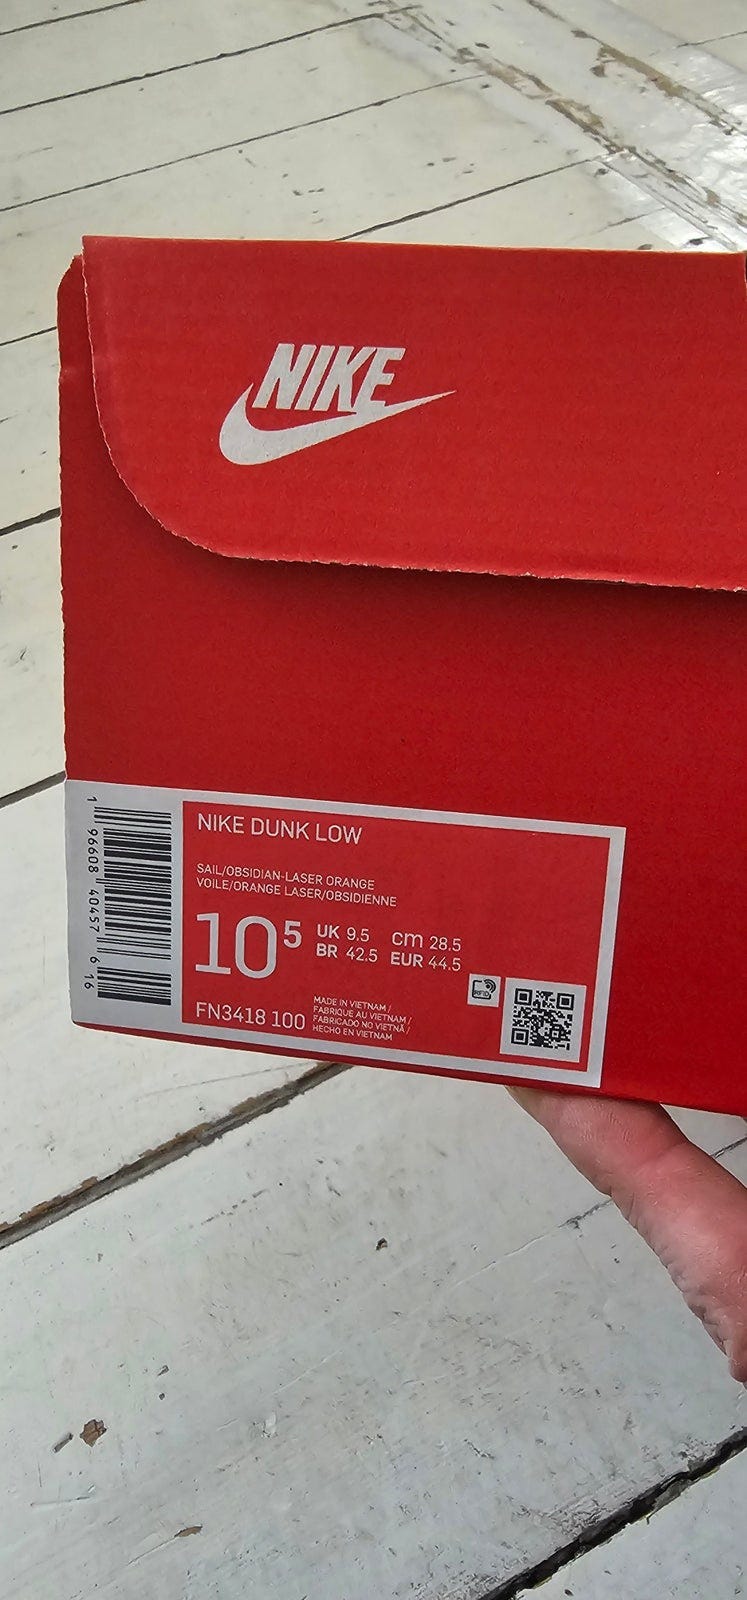 NIKE
NIKE DUNK LOW
SAIL/OBSIDIAN-LASER ORANGE
VOILE/ORANGE LASER/OBSIDIENNE
10⁵ UK 9.5 cm 28.5
BR 42.5 EUR 44.5
FN3418 100
MADE IN VIETNAM /
FABRIQUE AU VIETNAM /
FABRICADO NO VIETNÃ /
HECHO EN VIETNAM
RFID
1 96608 40457 6 16